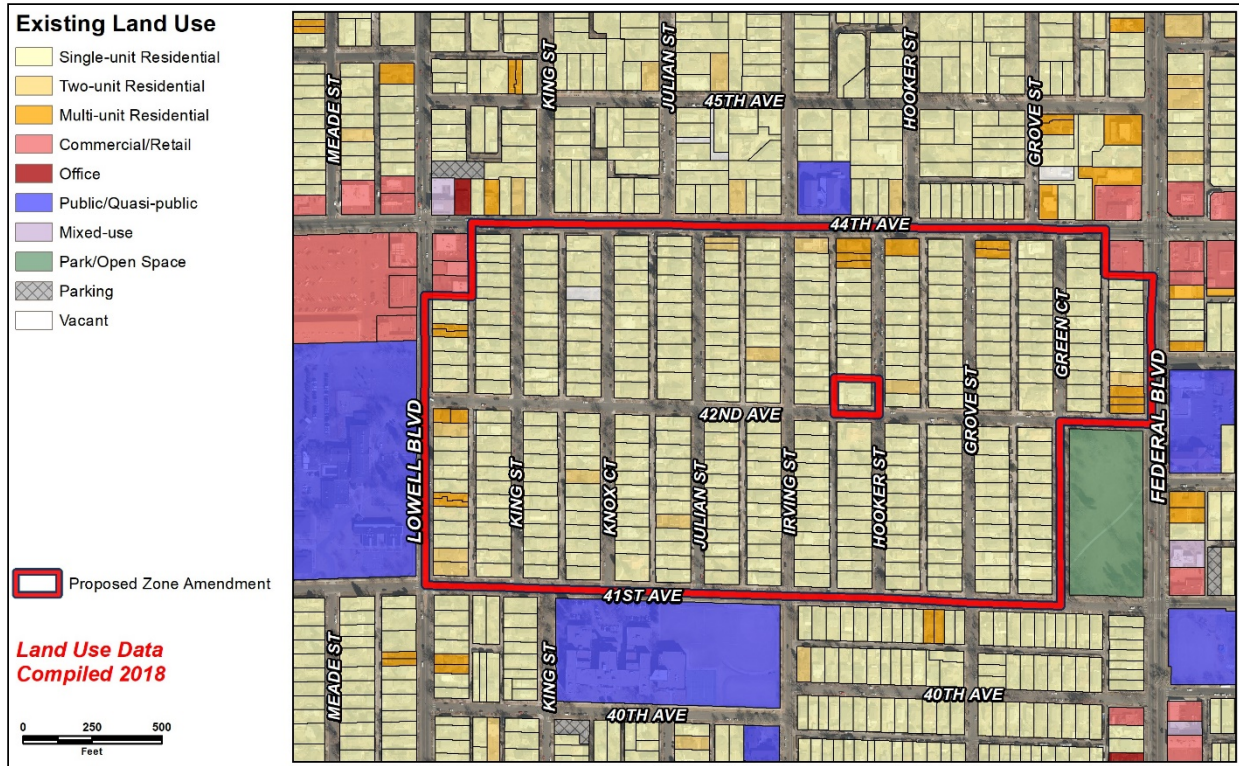 Existing Land Use
Single-unit Residential
Two-unit Residential
Multi-unit Residential
Commercial/Retail
Office
Public/Quasi-public
Mixed-use
Park/Open Space
Parking
Vacant
Proposed Zone Amendment
Land Use Data
Compiled 2018
0 250 500
Feet
MEADE ST
KING ST
JULIAN ST
HOOKER ST
45TH AVE
GROVE ST
44TH AVE
GREEN CT
LOWELL BLVD
42ND AVE
FEDERAL BLVD
KING ST
KNOX CT
JULIAN ST
IRVING ST
HOOKER ST
GROVE ST
41ST AVE
MEADE ST
KING ST
40TH AVE
40TH AVE